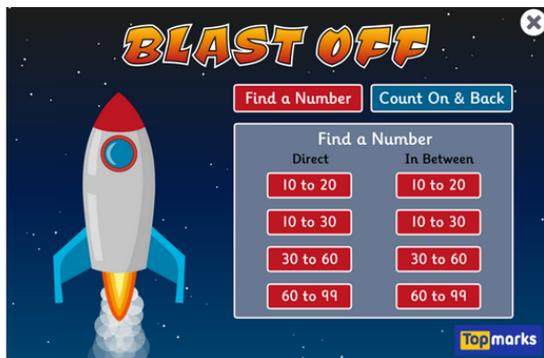 BLAST OFF
Find a Number Count On & Back
Find a Number
Direct In Between
10 to 20 10 to 20
10 to 30 10 to 30
30 to 60 30 to 60
60 to 99 60 to 99
Topmarks